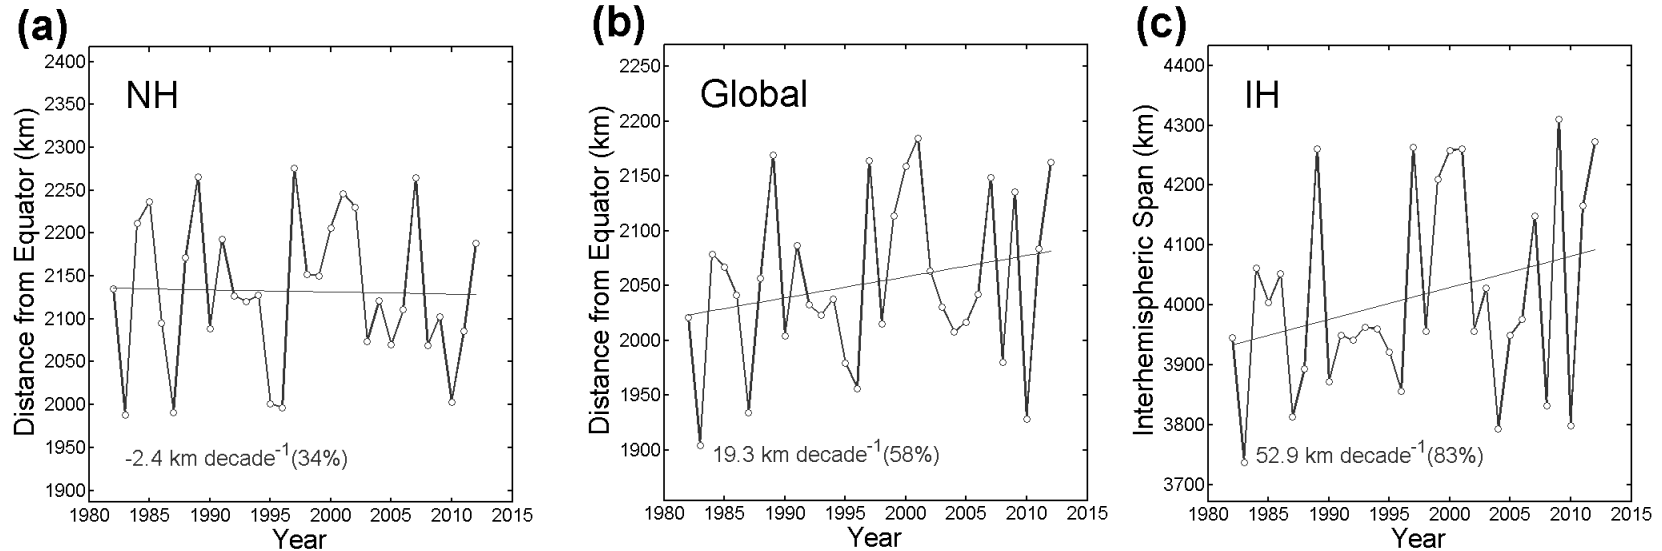 (a)
NH
Distance from Equator (km)
2400
2350
2300
2250
2200
2150
2100
2050
2000
1950
1900
-2.4 km decade⁻¹(34%)
1980 1985 1990 1995 2000 2005 2010 2015
Year
(b)
Global
Distance from Equator (km)
2250
2200
2150
2100
2050
2000
1950
1900
19.3 km decade⁻¹(58%)
1980 1985 1990 1995 2000 2005 2010 2015
Year
(c)
IH
Interhemispheric Span (km)
4400
4300
4200
4100
4000
3900
3800
3700
52.9 km decade⁻¹(83%)
1980 1985 1990 1995 2000 2005 2010 2015
Year